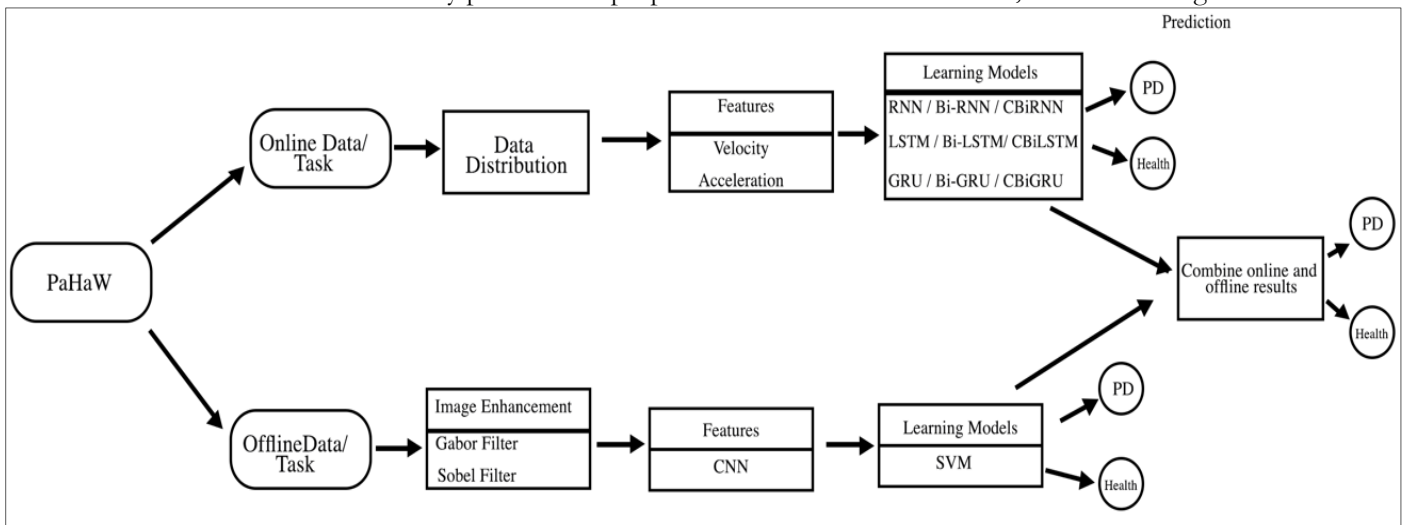 Prediction
Learning Models
RNN / Bi-RNN / CBiRNN
LSTM / Bi-LSTM/ CBiLSTM
GRU / Bi-GRU / CBiGRU
PD
Health
Features
Velocity
Acceleration
Online Data/
Task
Data
Distribution
PaHaW
Combine online and
offline results
PD
Health
OfflineData/
Task
Image Enhancement
Gabor Filter
Sobel Filter
Features
CNN
Learning Models
SVM
PD
Health